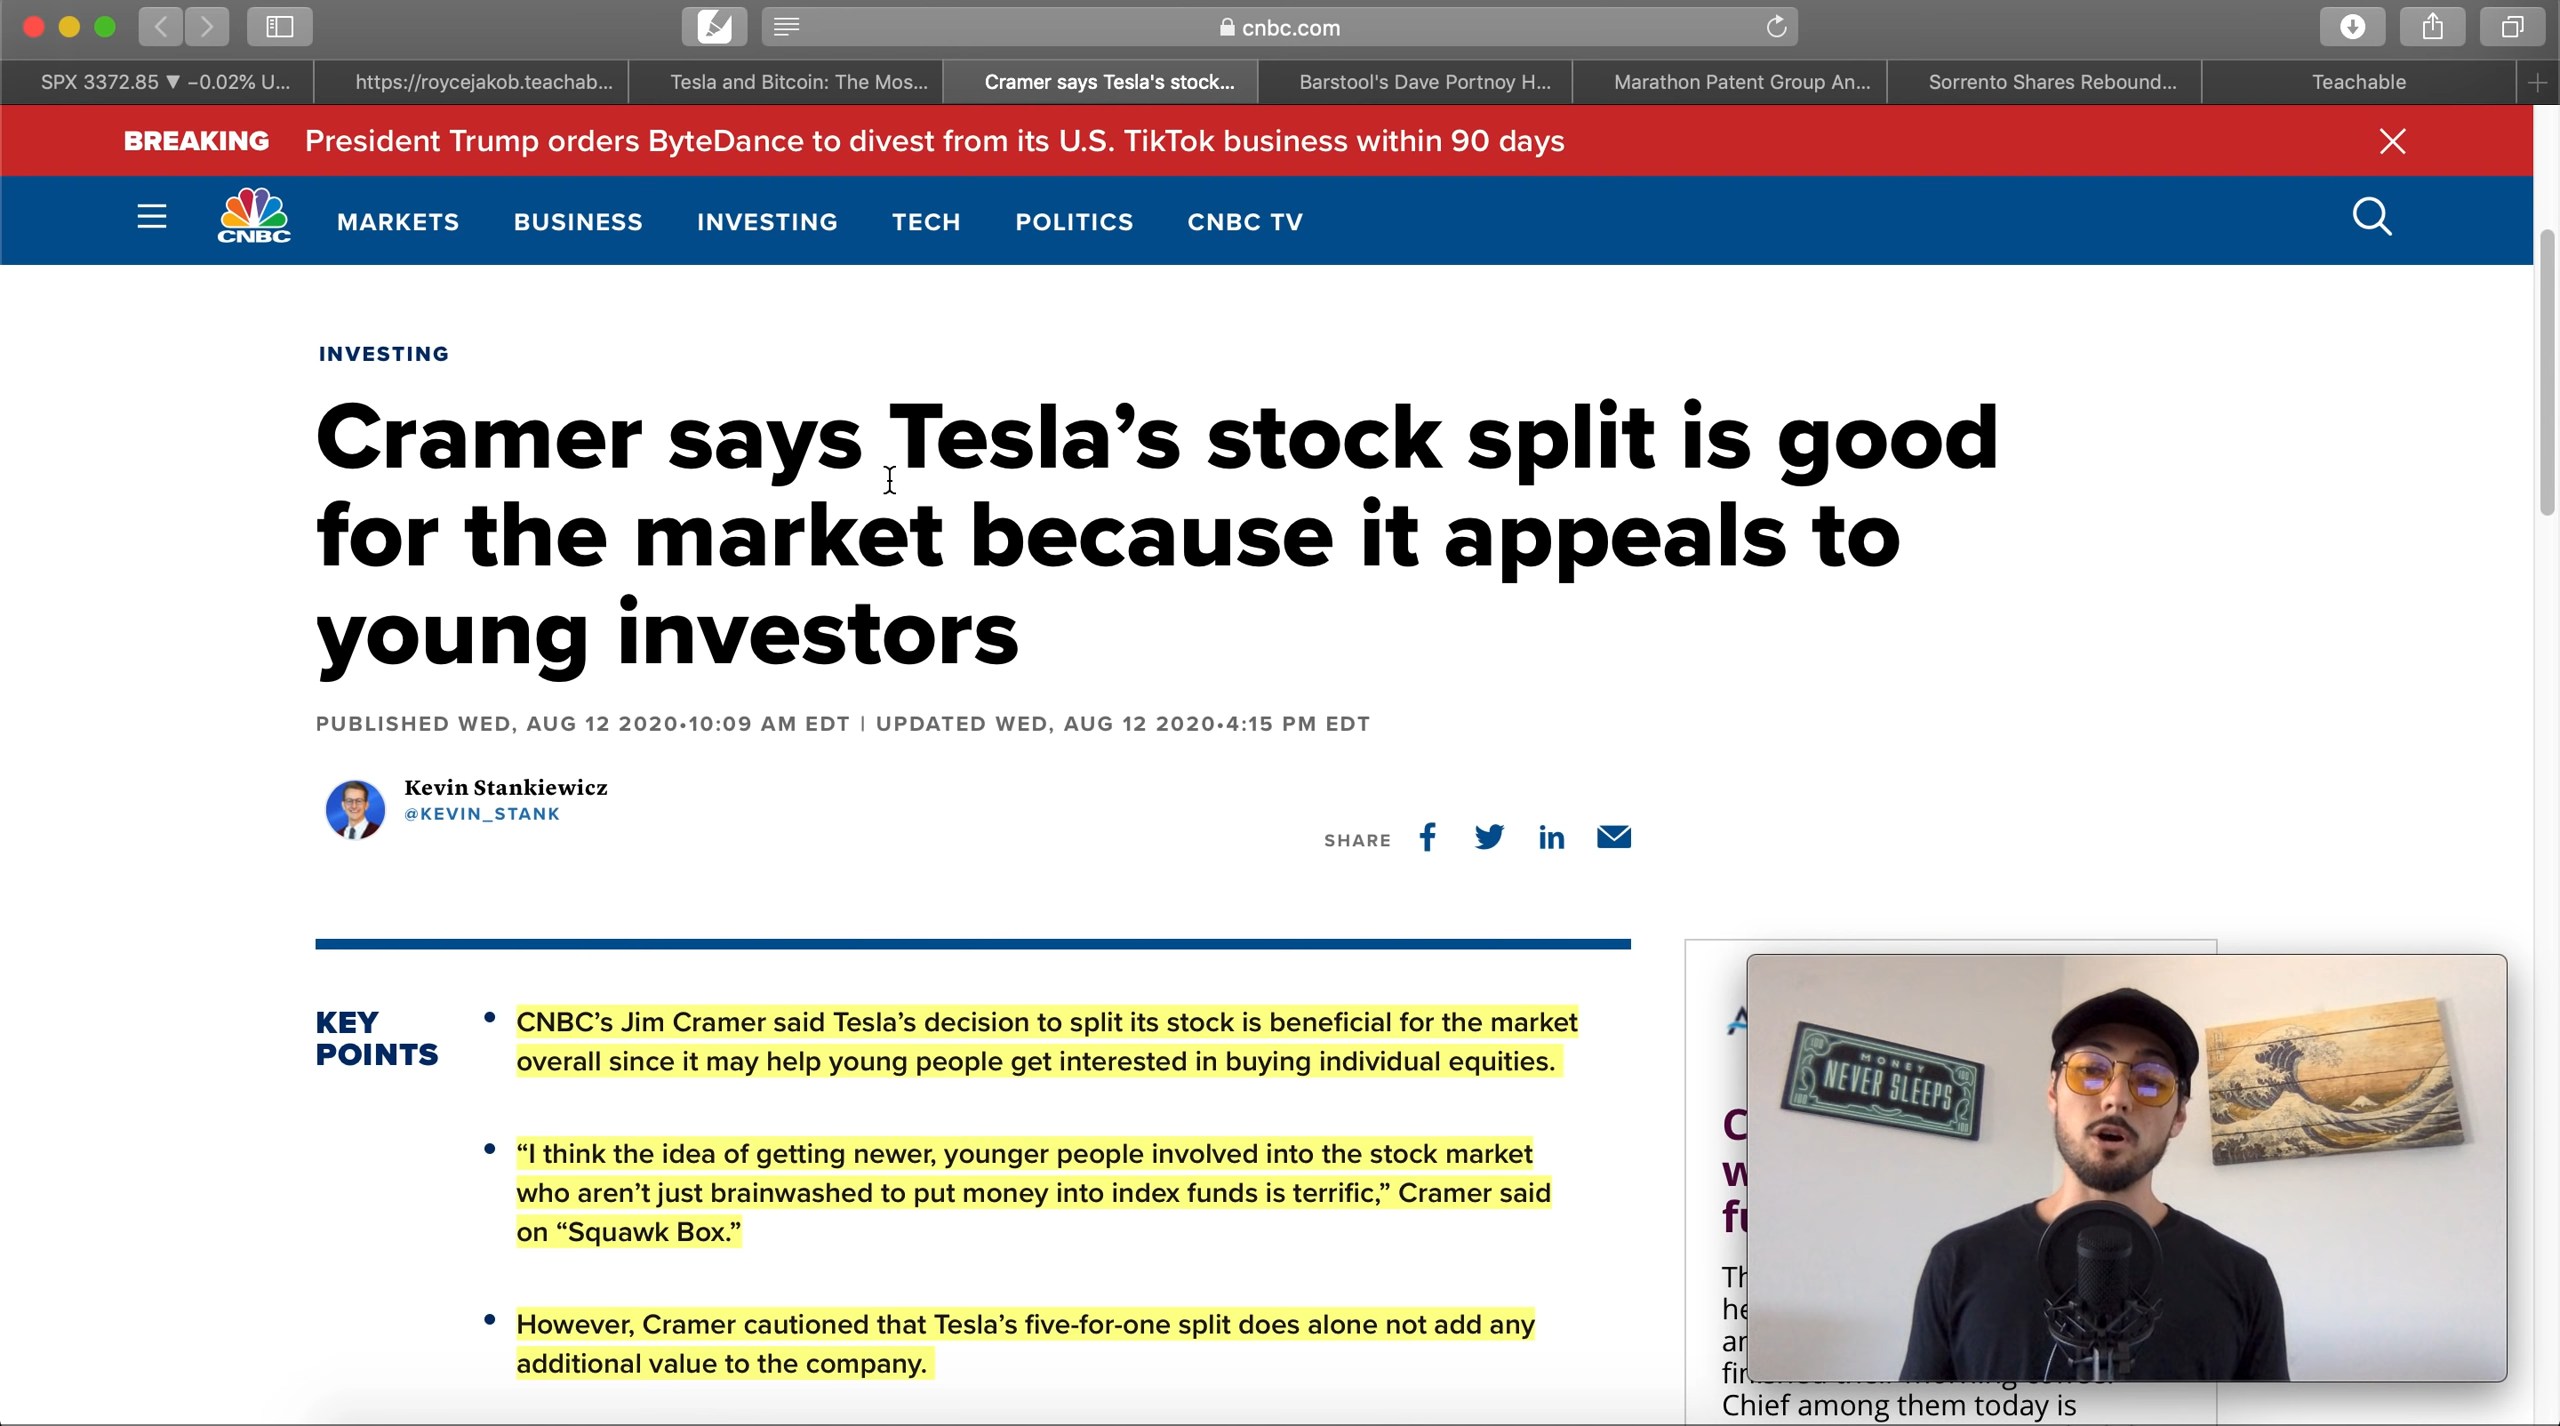 cnbc.com
SPX 3372.85 ▼ −0.02% U...
https://roycejakob.teachab...
Tesla and Bitcoin: The Mos...
Cramer says Tesla's stock...
Barstool's Dave Portnoy H...
Marathon Patent Group An...
Sorrento Shares Rebound...
Teachable
BREAKING President Trump orders ByteDance to divest from its U.S. TikTok business within 90 days
CNBC
MARKETS BUSINESS INVESTING TECH POLITICS CNBC TV
INVESTING
Cramer says Tesla’s stock split is good
for the market because it appeals to
young investors
PUBLISHED WED, AUG 12 2020•10:09 AM EDT | UPDATED WED, AUG 12 2020•4:15 PM EDT
Kevin Stankiewicz
@KEVIN_STANK
SHARE
KEY
POINTS
CNBC’s Jim Cramer said Tesla’s decision to split its stock is beneficial for the market
overall since it may help young people get interested in buying individual equities.
“I think the idea of getting newer, younger people involved into the stock market
who aren’t just brainwashed to put money into index funds is terrific,” Cramer said
on “Squawk Box.”
However, Cramer cautioned that Tesla’s five-for-one split does alone not add any
additional value to the company.
MONEY
NEVER SLEEPS
100
100
100
100
Chief among them today is